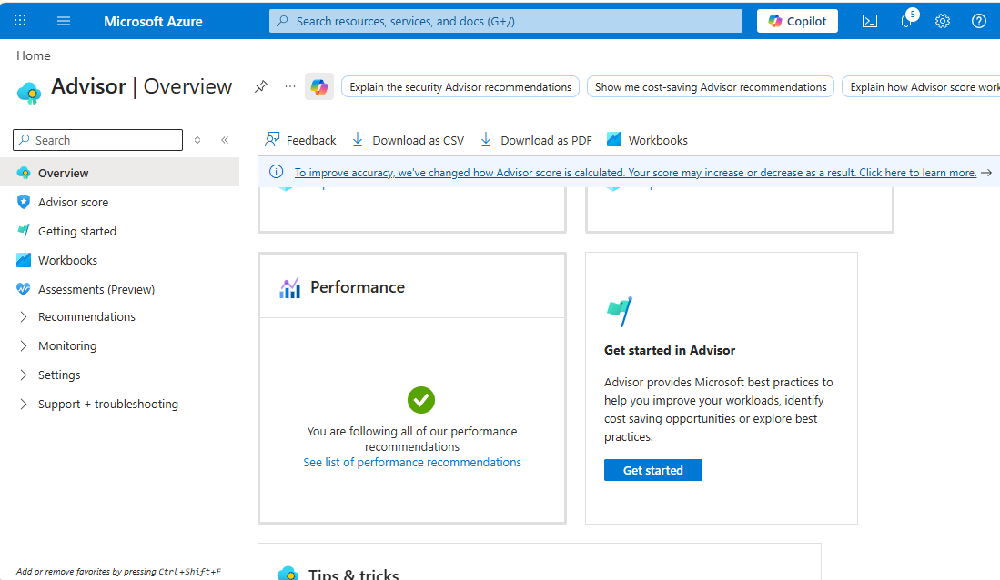 Microsoft Azure
Search resources, services, and docs (G+/)
Copilot
5
Home
Advisor | Overview
Explain the security Advisor recommendations
Show me cost-saving Advisor recommendations
Explain how Advisor score work
Search
Feedback
Download as CSV
Download as PDF
Workbooks
To improve accuracy, we've changed how Advisor score is calculated. Your score may increase or decrease as a result. Click here to learn more.
Overview
Advisor score
Getting started
Workbooks
Assessments (Preview)
Recommendations
Monitoring
Settings
Support + troubleshooting
Performance
You are following all of our performance
recommendations
See list of performance recommendations
Get started in Advisor
Advisor provides Microsoft best practices to
help you improve your workloads, identify
cost saving opportunities or explore best
practices.
Get started
Tips & tricks
Add or remove favorites by pressing Ctrl+Shift+F